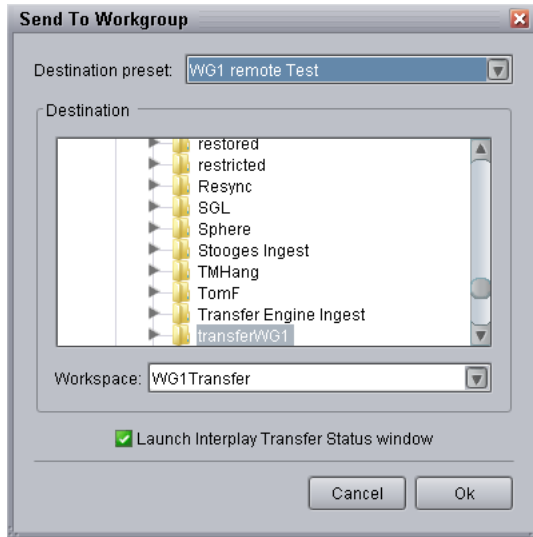 Send To Workgroup
Destination preset: WG1 remote Test
Destination
restored
restricted
Resync
SGL
Sphere
Stooges Ingest
TMHang
TomF
Transfer Engine Ingest
transferWG1
Workspace: WG1Transfer
Launch Interplay Transfer Status window
Cancel Ok